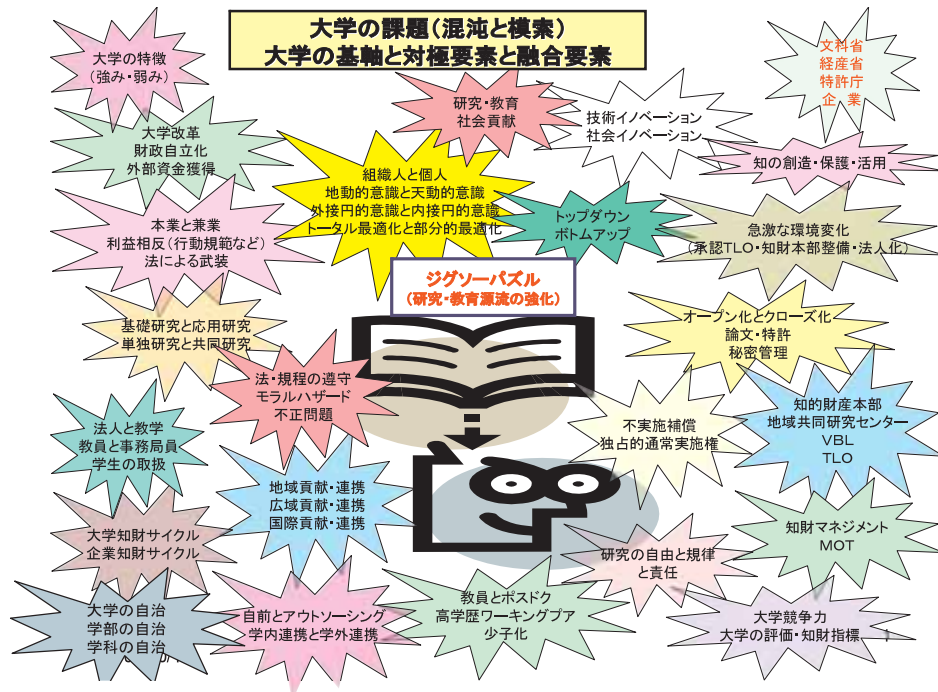 大学の課題(混沌と模索)
大学の基軸と対極要素と融合要素
大学の特徴
(強み・弱み)
研究・教育
社会貢献
技術イノベーション
社会イノベーション
文科省
経産省
特許庁
企 業
大学改革
財政自立化
外部資金獲得
組織人と個人
地動的意識と天動的意識
外接円的意識と内接円的意識
トータル最適化と部分的最適化
知の創造・保護・活用
本業と兼業
利益相反(行動規範など)
法による武装
トップダウン
ボトムアップ
急激な環境変化
(承認TLO・知財本部整備・法人化)
ジグソーパズル
(研究・教育源流の強化)
基礎研究と応用研究
単独研究と共同研究
オープン化とクローズ化
論文・特許
秘密管理
法・規程の遵守
モラルハザード
不正問題
法人と教学
教員と事務局員
学生の取扱
不実施補償
独占的通常実施権
知的財産本部
地域共同研究センター
VBL
TLO
地域貢献・連携
広域貢献・連携
国際貢献・連携
大学知財サイクル
企業知財サイクル
研究の自由と規律
と責任
知財マネジメント
MOT
大学の自治
学部の自治
学科の自治
自前とアウトソーシング
学内連携と学外連携
教員とポスドク
高学歴ワーキングプア
少子化
大学競争力
大学の評価・知財指標